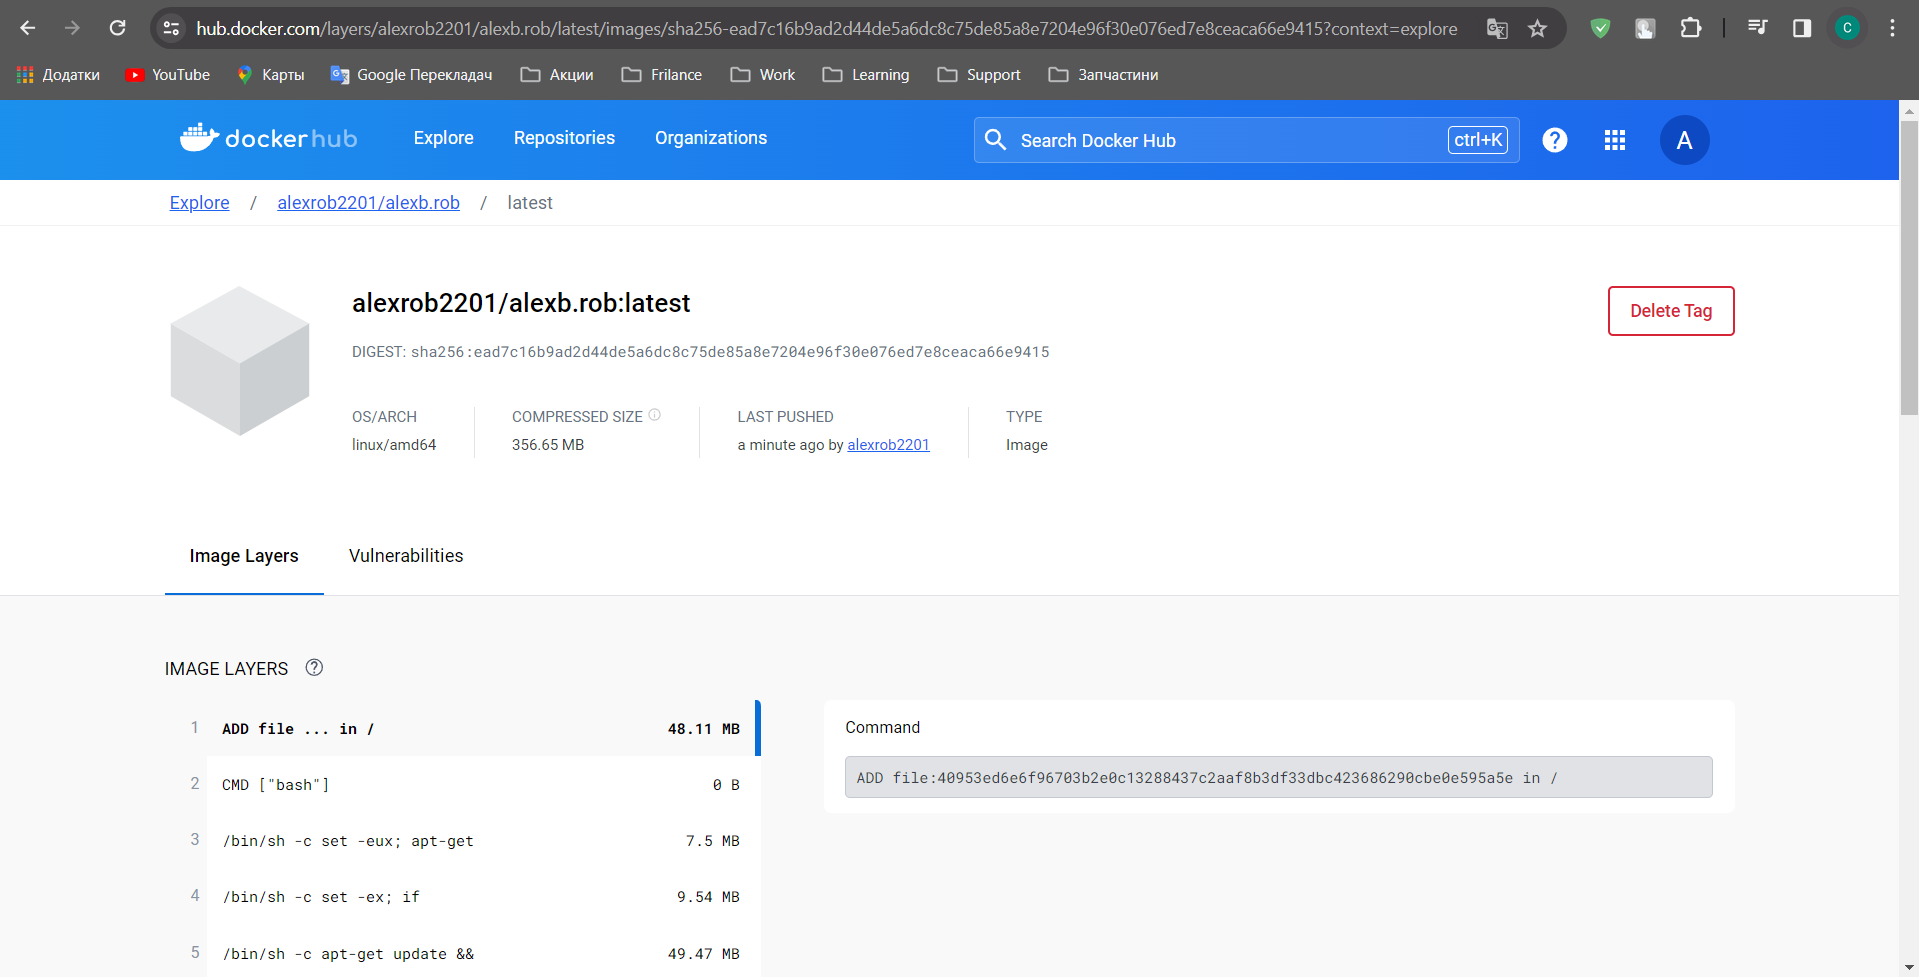 hub.docker.com/layers/alexrob2201/alexb.rob/latest/images/sha256-ead7c16b9ad2d44de5a6dc8c75de85a8e7204e96f30e076ed7e8ceaca66e9415?context=explore
C
Додатки YouTube Карты Google Перекладач Акции Frilance Work Learning Support Запчастини
dockerhub Explore Repositories Organizations Search Docker Hub ctrl+K ? A
Explore / alexrob2201/alexb.rob / latest
alexrob2201/alexb.rob:latest
Delete Tag
DIGEST: sha256:ead7c16b9ad2d44de5a6dc8c75de85a8e7204e96f30e076ed7e8ceaca66e9415
OS/ARCH COMPRESSED SIZE LAST PUSHED TYPE
linux/amd64 356.65 MB a minute ago by alexrob2201 Image
Image Layers Vulnerabilities
IMAGE LAYERS ?
1 ADD file ... in / 48.11 MB
2 CMD ["bash"] 0 B
3 /bin/sh -c set -eux; apt-get 7.5 MB
4 /bin/sh -c set -ex; if 9.54 MB
5 /bin/sh -c apt-get update && 49.47 MB
Command
ADD file:40953ed6e6f96703b2e0c13288437c2aaf8b3df33dbc423686290cbe0e595a5e in /